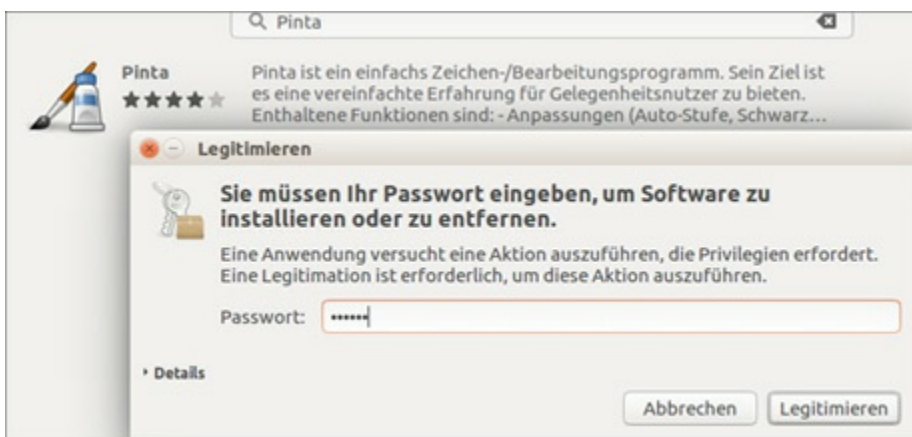 Pinta
Pinta
Pinta ist ein einfachs Zeichen-/Bearbeitungsprogramm. Sein Ziel ist
es eine vereinfachte Erfahrung für Gelegenheitsnutzer zu bieten.
Enthaltene Funktionen sind: - Anpassungen (Auto-Stufe, Schwarz...
Legitimieren
Sie müssen Ihr Passwort eingeben, um Software zu
installieren oder zu entfernen.
Eine Anwendung versucht eine Aktion auszuführen, die Privilegien erfordert.
Eine Legitimation ist erforderlich, um diese Aktion auszuführen.
Passwort: ••••••
Details
Abbrechen Legitimieren